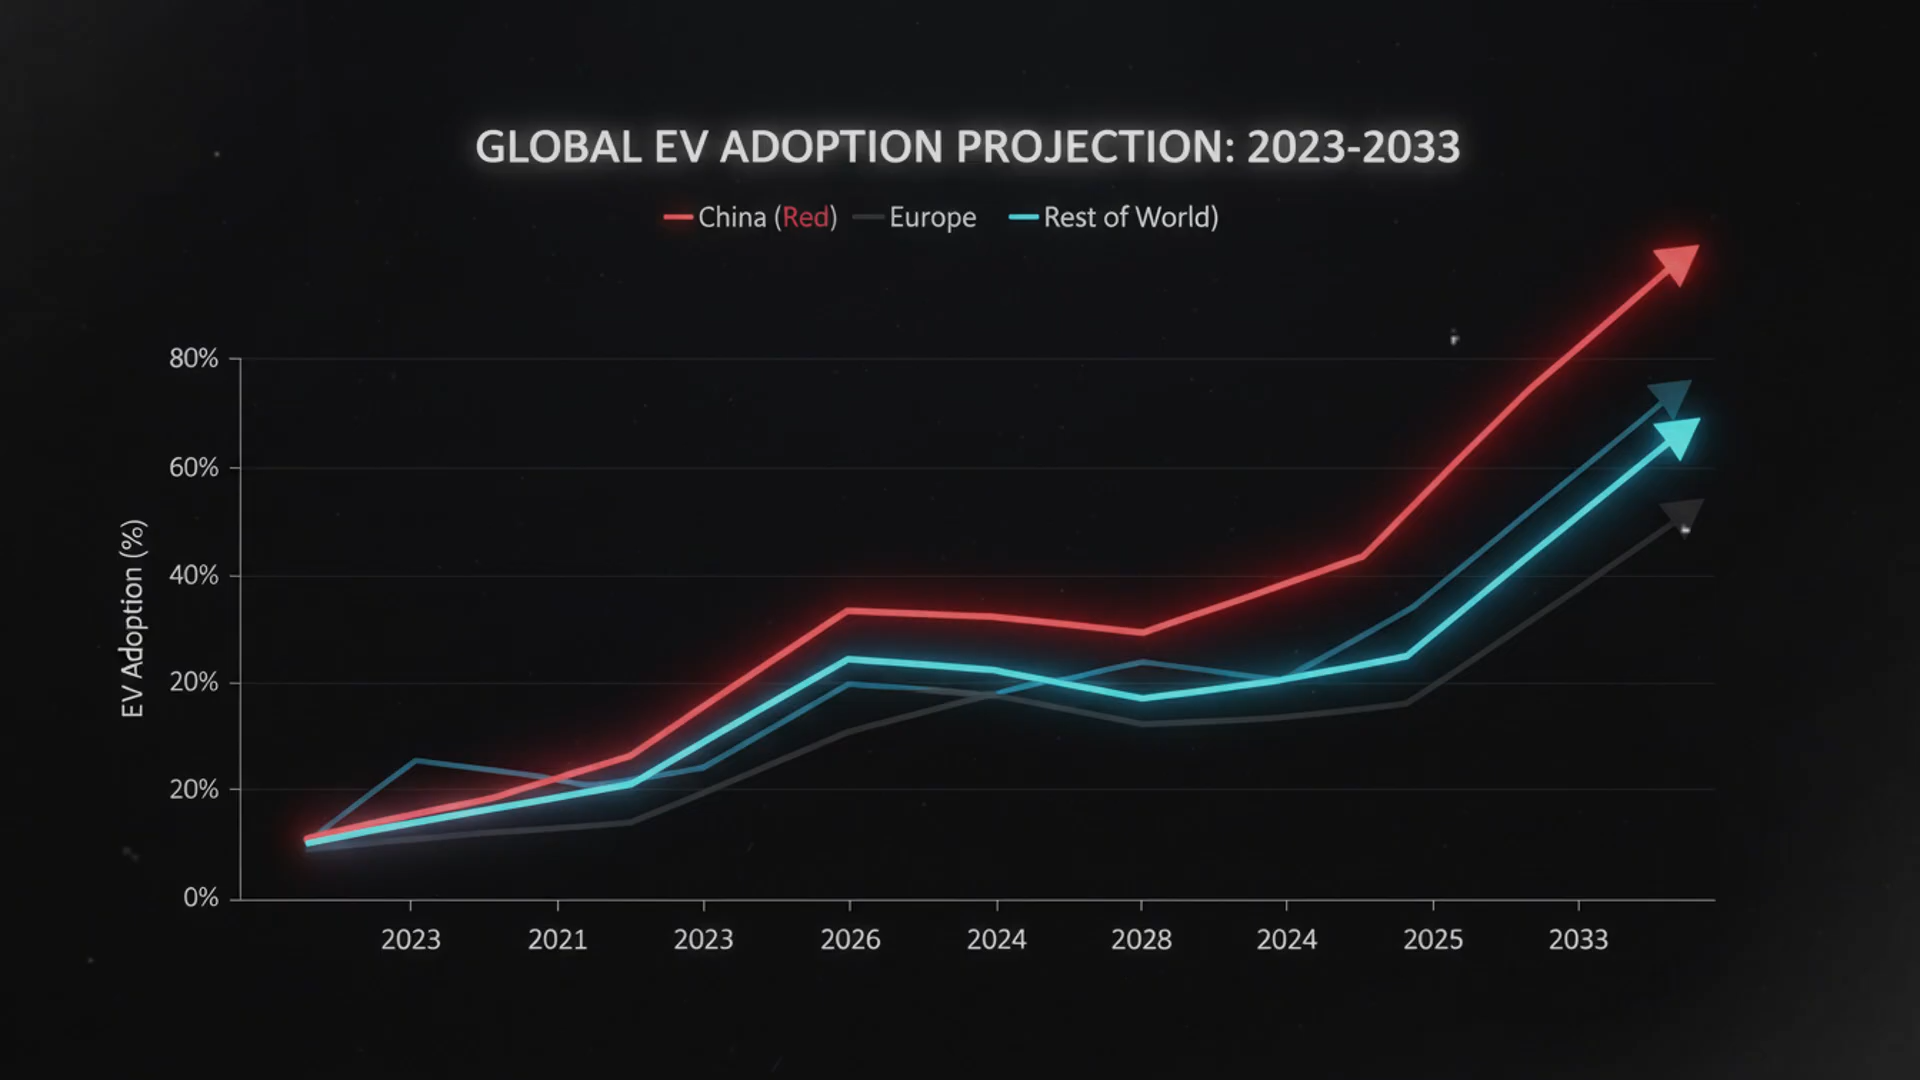 GLOBAL EV ADOPTION PROJECTION: 2023-2033
China (Red) Europe Rest of World)
80%
60%
40%
20%
20%
0%
EV Adoption (%)
2023 2021 2023 2026 2024 2028 2024 2025 2033